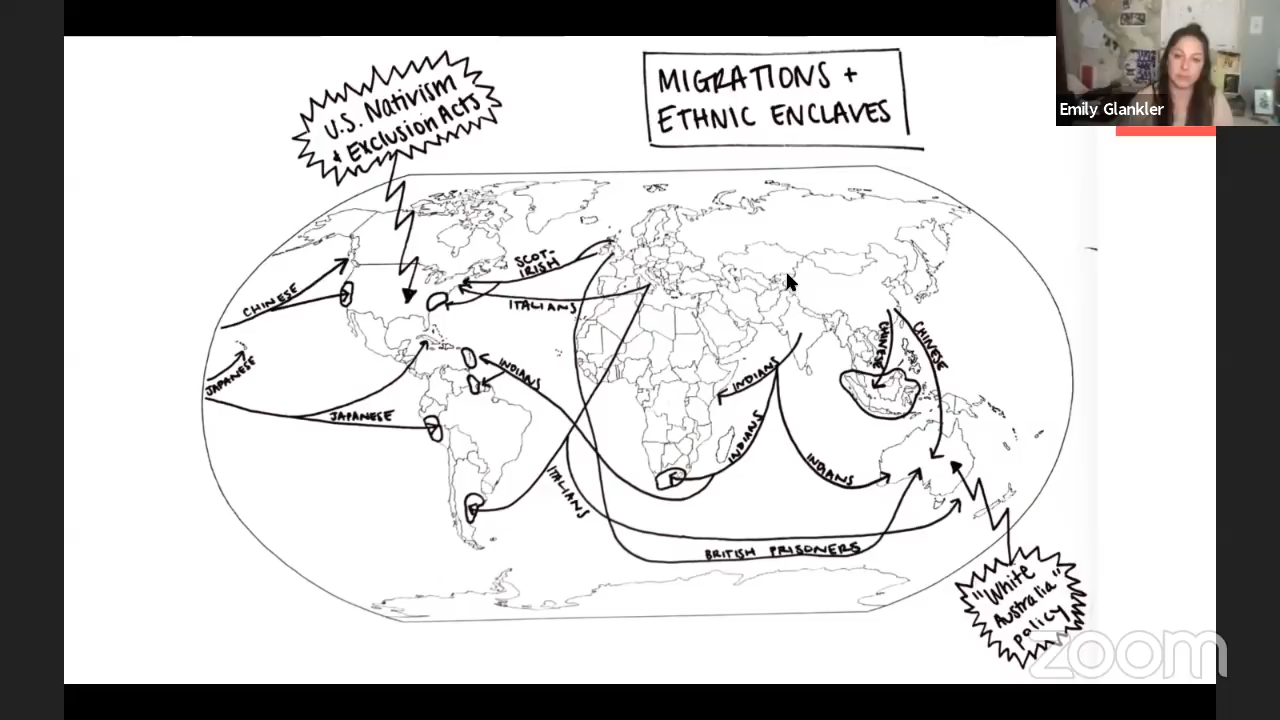 U.S. Nativism
+ Exclusion Acts
MIGRATIONS +
ETHNIC ENCLAVES
Emily Glankler
SCOT-
IRISH
CHINESE
ITALIANS
JAPANESE
JAPANESE
INDIANS
INDIANS
INDIANS
INDIANS
CHINESE
CHINESE
ITALIANS
BRITISH PRISONERS
"White
Australia"
policy
zoom